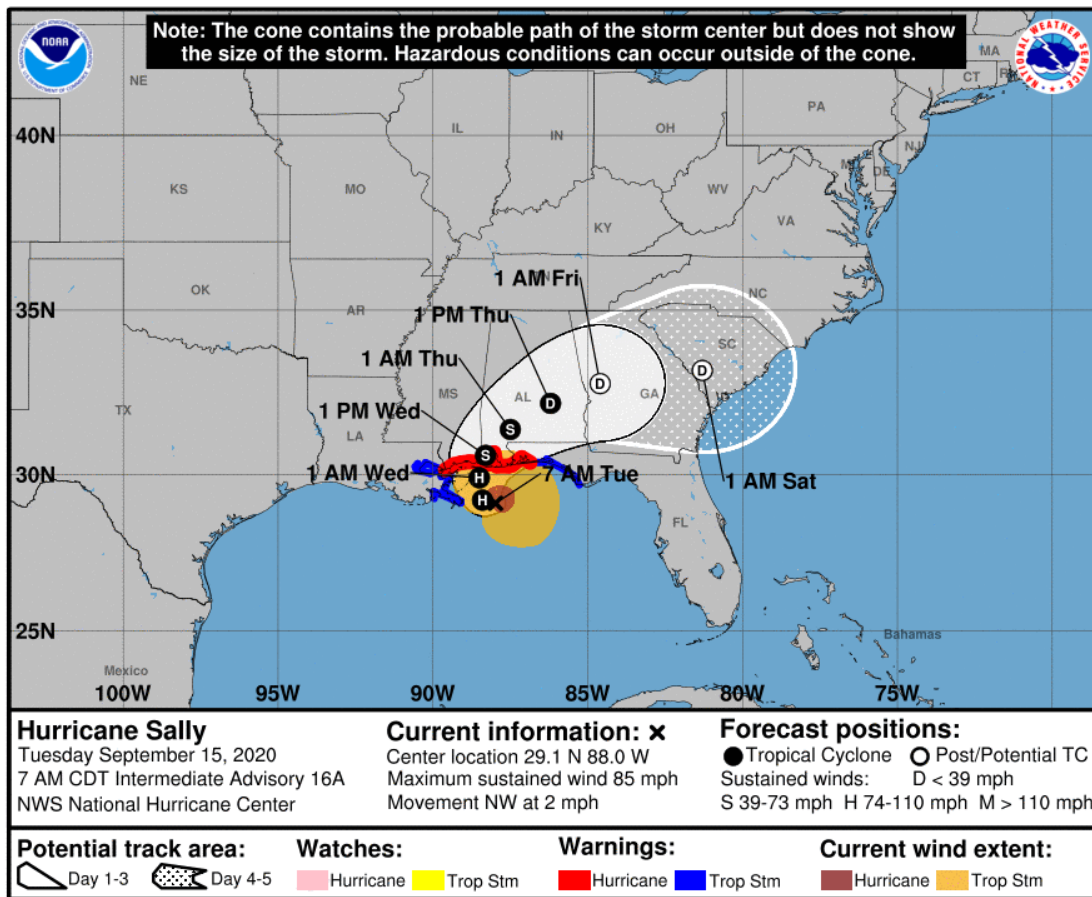 Note: The cone contains the probable path of the storm center but does not show
the size of the storm. Hazardous conditions can occur outside of the cone.
NOAA
NATIONAL WEATHER SERVICE
NE
IL
IN
OH
PA
NJ
MA
CT
DE
40N
KS
MO
KY
WV
VA
1 AM Fri
NC
35N
OK
AR
1 PM Thu
SC
1 AM Thu
MS
AL
GA
D
D
D
TX
LA
1 PM Wed
S
S
30N
1 AM Wed
H
H
7 AM Tue
1 AM Sat
FL
25N
Mexico
Bahamas
100W
95W
90W
85W
80W
75W
Hurricane Sally
Tuesday September 15, 2020
7 AM CDT Intermediate Advisory 16A
NWS National Hurricane Center
Current information: x
Center location 29.1 N 88.0 W
Maximum sustained wind 85 mph
Movement NW at 2 mph
Forecast positions:
Tropical Cyclone Post/Potential TC
Sustained winds: D < 39 mph
S 39-73 mph H 74-110 mph M > 110 mph
Potential track area:
Day 1-3 Day 4-5
Watches:
Hurricane Trop Stm
Warnings:
Hurricane Trop Stm
Current wind extent:
Hurricane Trop Stm